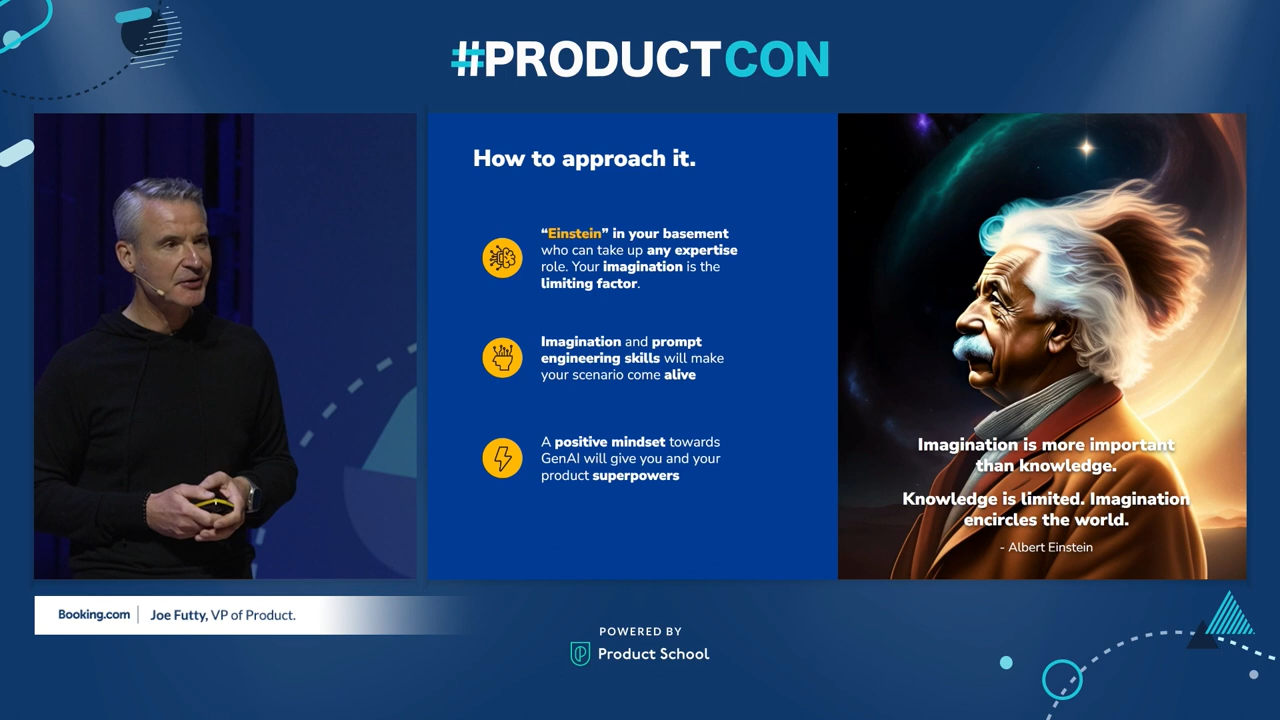 #PRODUCTCON
How to approach it.
“Einstein” in your basement
who can take up any expertise
role. Your imagination is the
limiting factor.
Imagination and prompt
engineering skills will make
your scenario come alive
A positive mindset towards
GenAI will give you and your
product superpowers
Imagination is more important
than knowledge.
Knowledge is limited. Imagination
encircles the world.
- Albert Einstein
Booking.com | Joe Futty, VP of Product.
POWERED BY
Product School